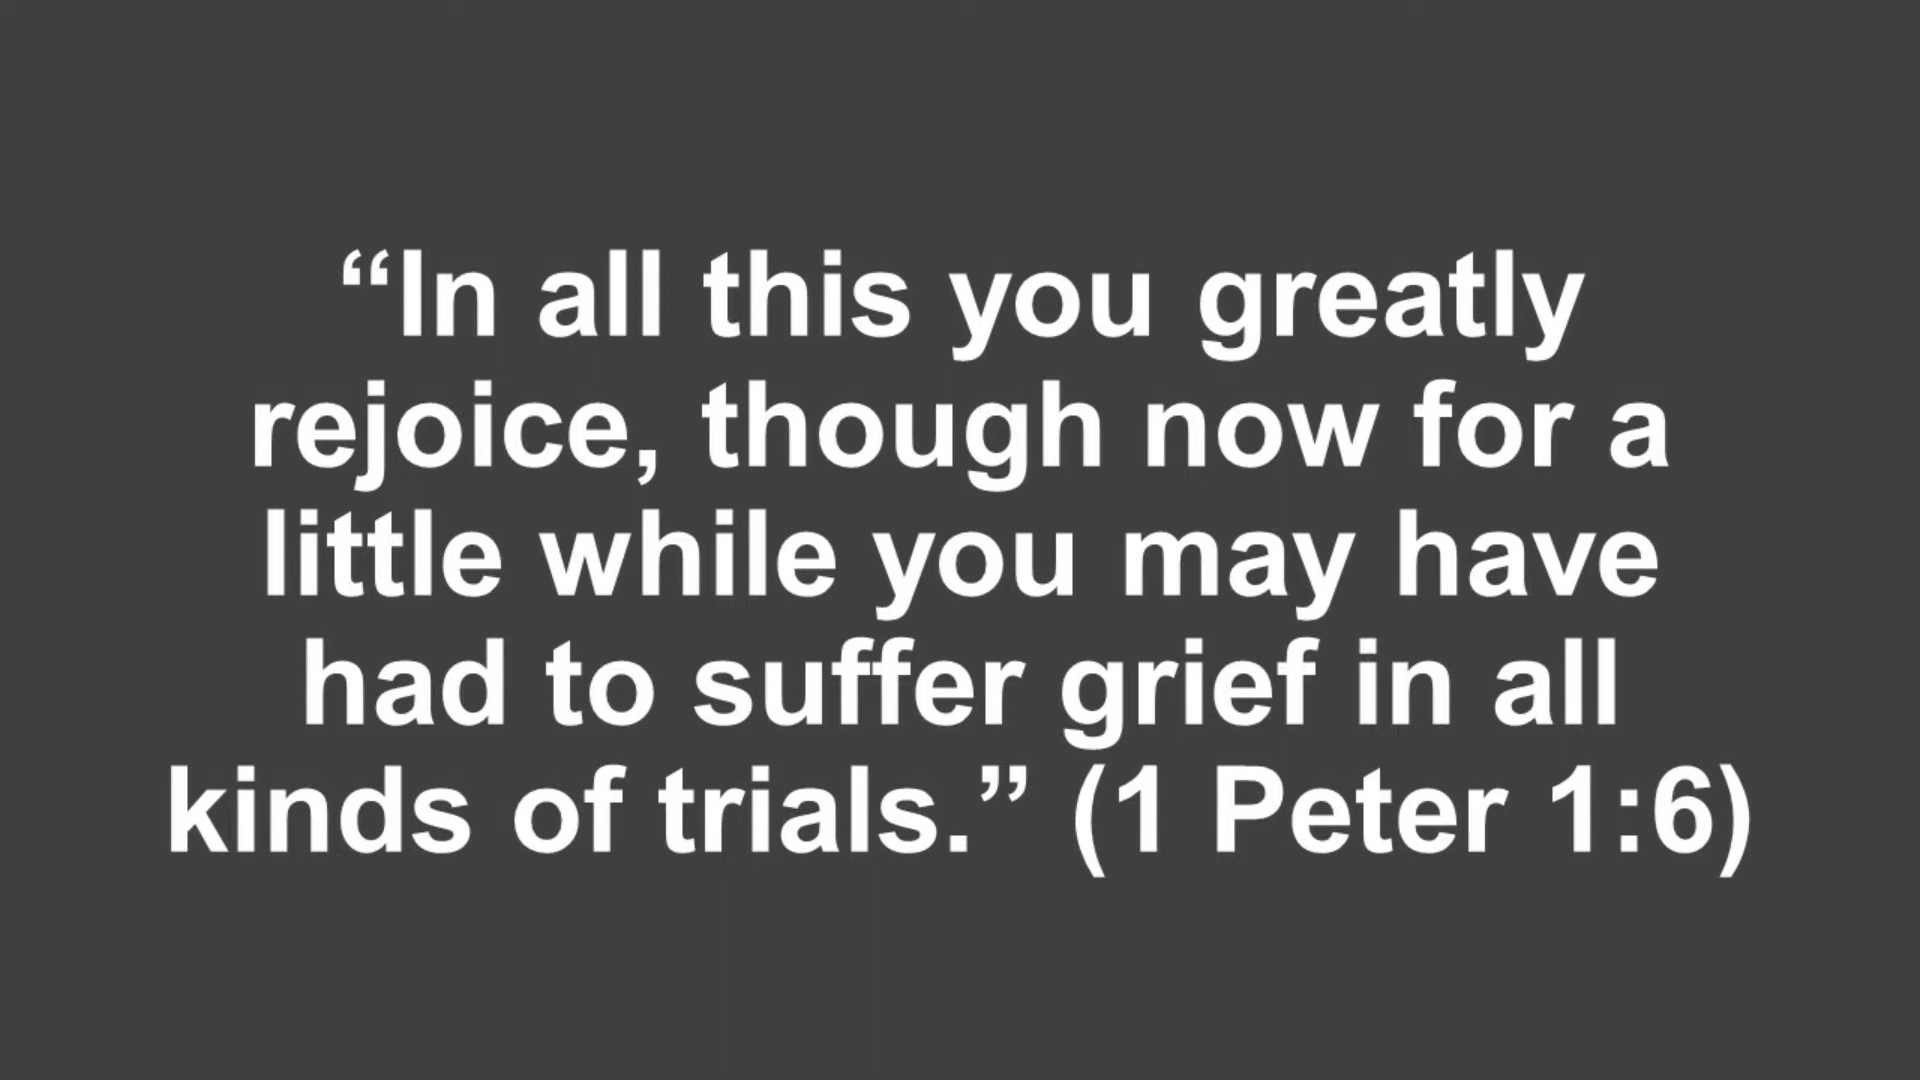 “In all this you greatly
rejoice, though now for a
little while you may have
had to suffer grief in all
kinds of trials.” (1 Peter 1:6)